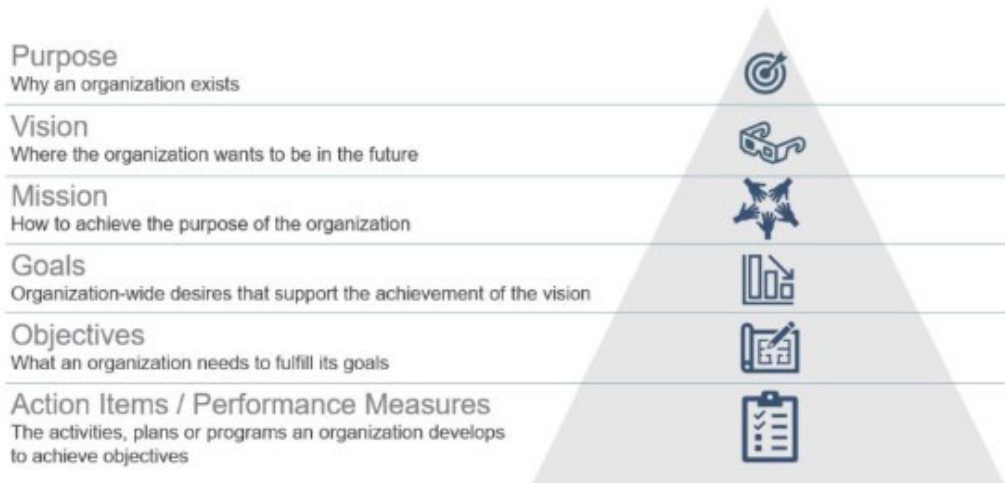 Purpose
Why an organization exists
Vision
Where the organization wants to be in the future
Mission
How to achieve the purpose of the organization
Goals
Organization-wide desires that support the achievement of the vision
Objectives
What an organization needs to fulfill its goals
Action Items / Performance Measures
The activities, plans or programs an organization develops
to achieve objectives